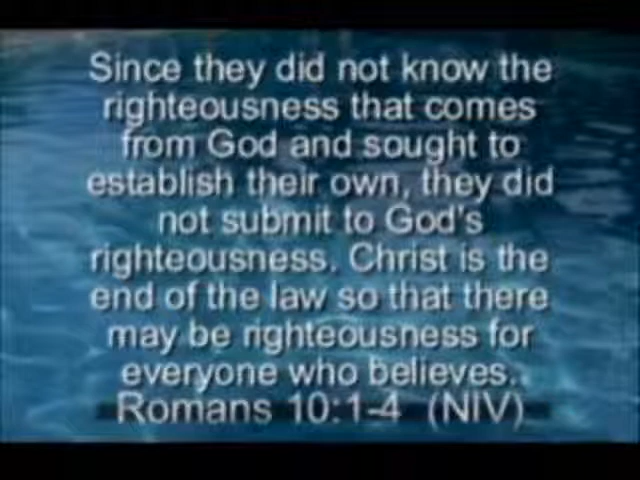 Since they did not know the
righteousness that comes
from God and sought to
establish their own, they did
not submit to God's
righteousness. Christ is the
end of the law so that there
may be righteousness for
everyone who believes..
Romans 10:1-4 (NIV)